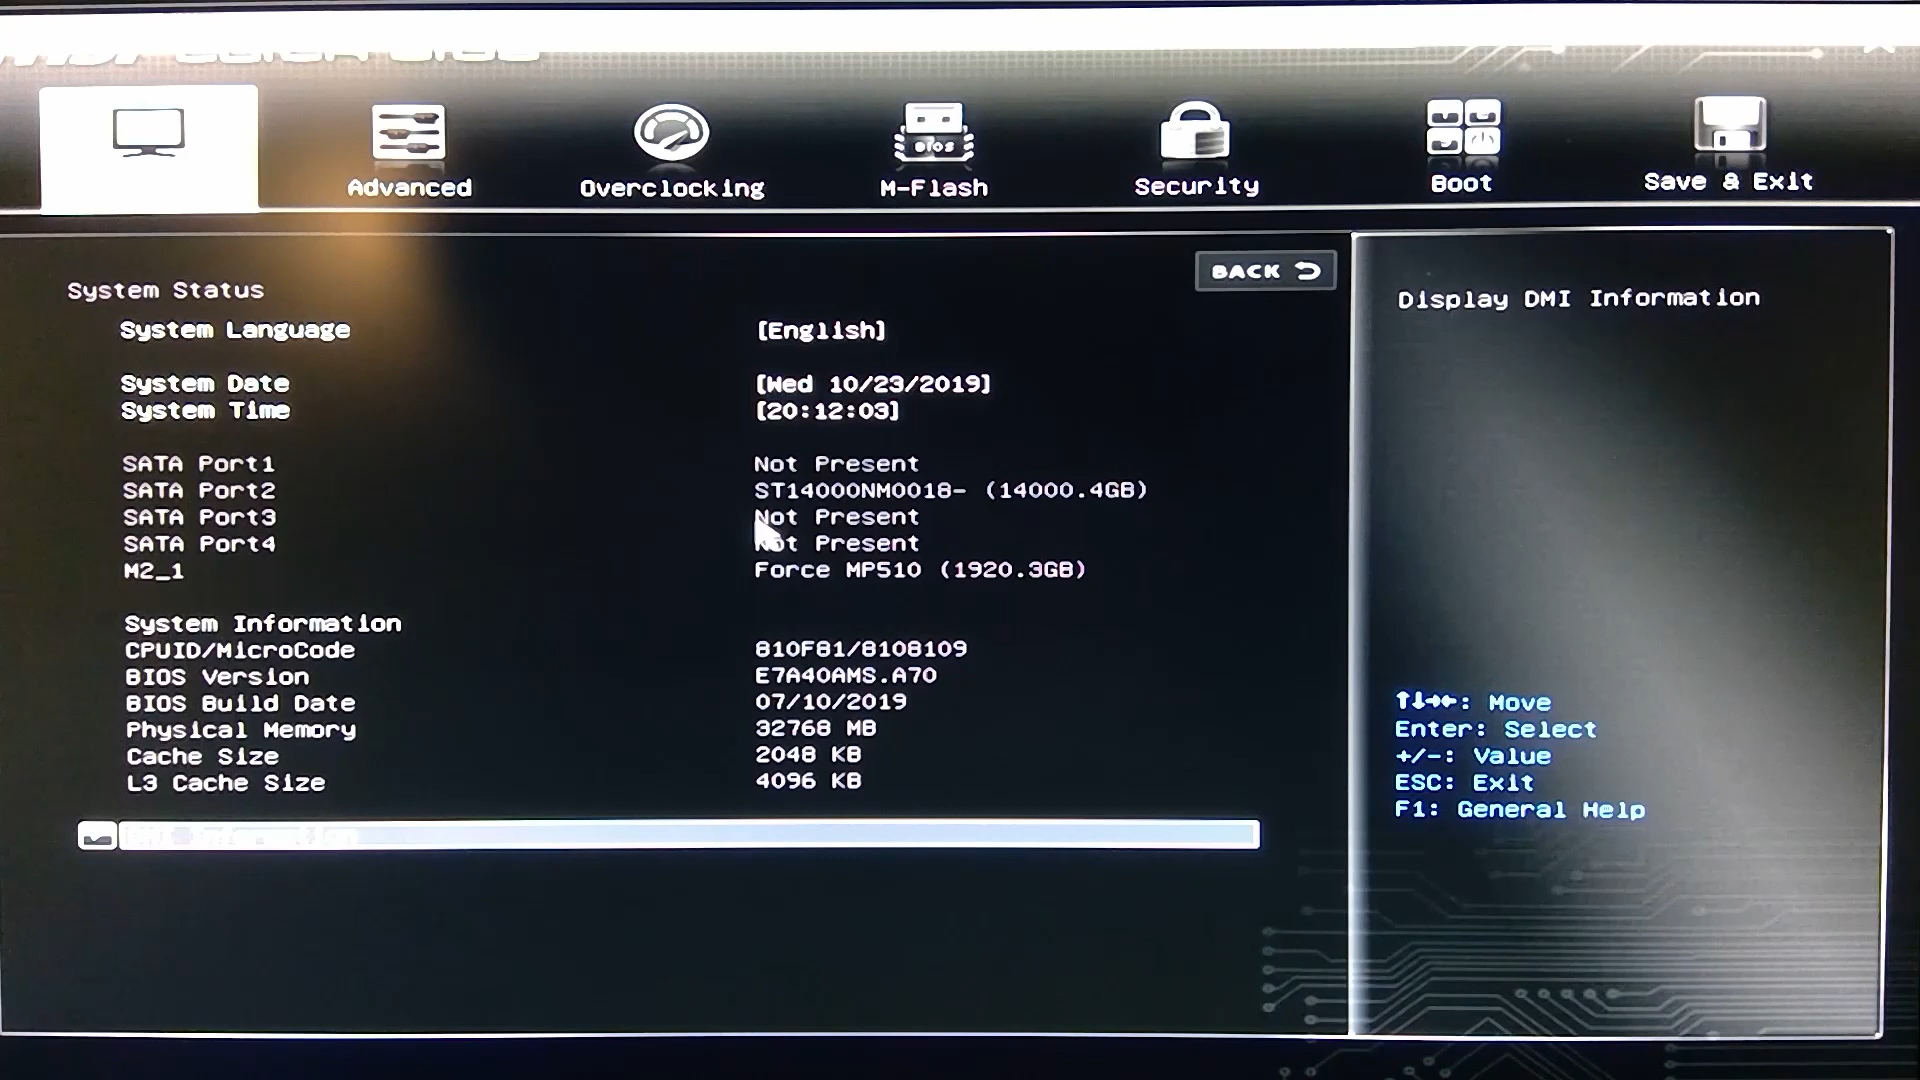 CLICK BIOS
Advanced
Overclocking
BIOS
M-Flash
Security
Boot
Save & Exit
BACK
System Status
System Language [English]
System Date [Wed 10/23/2019]
System Time [20:12:03]
SATA Port1 Not Present
SATA Port2 ST14000NM0018- (14000.4GB)
SATA Port3 Not Present
SATA Port4 Not Present
M2_1 Force MP510 (1920.3GB)
System Information
CPUID/MicroCode 810F81/8108109
BIOS Version E7A40AMS.A70
BIOS Build Date 07/10/2019
Physical Memory 32768 MB
Cache Size 2048 KB
L3 Cache Size 4096 KB
Information
Display DMI Information
↑↓→←: Move
Enter: Select
+/-: Value
ESC: Exit
F1: General Help